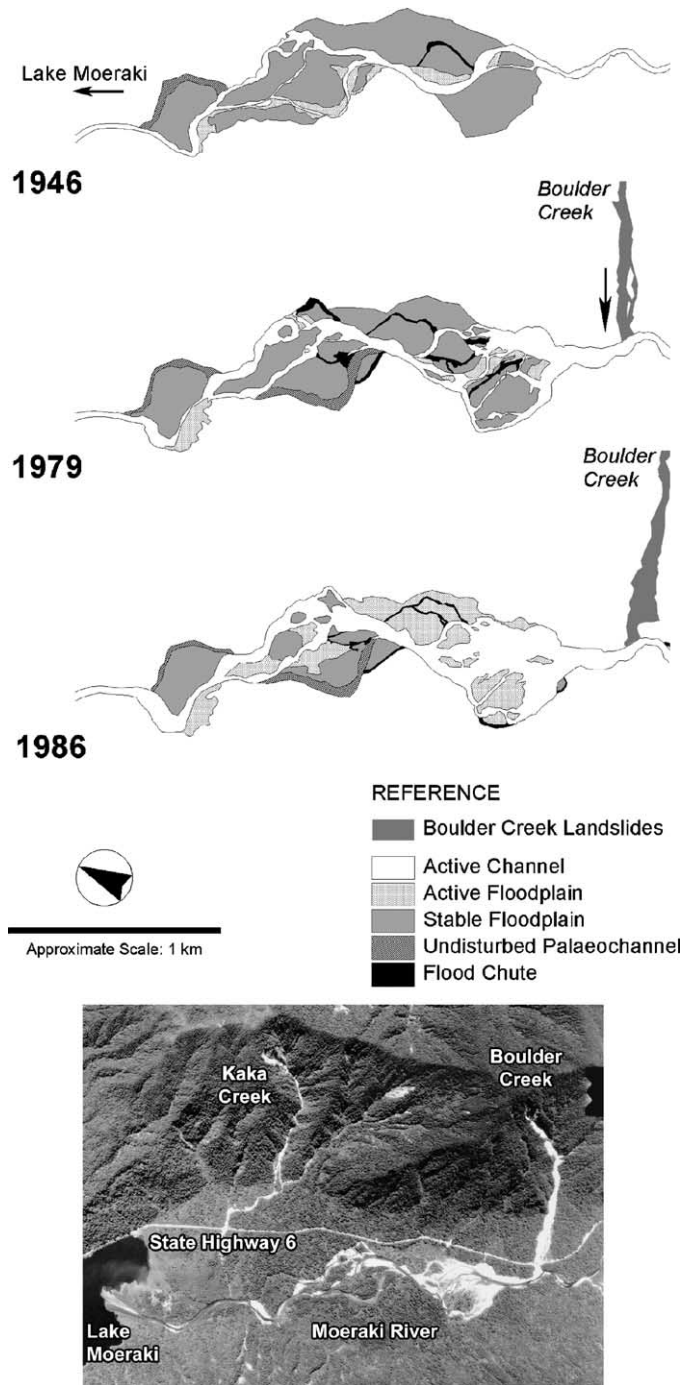 Lake Moeraki
1946
Boulder
Creek
1979
Boulder
Creek
1986
REFERENCE
Boulder Creek Landslides
Active Channel
Active Floodplain
Stable Floodplain
Undisturbed Palaeochannel
Flood Chute
Approximate Scale: 1 km
Kaka
Creek
Boulder
Creek
State Highway 6
Lake
Moeraki
Moeraki River